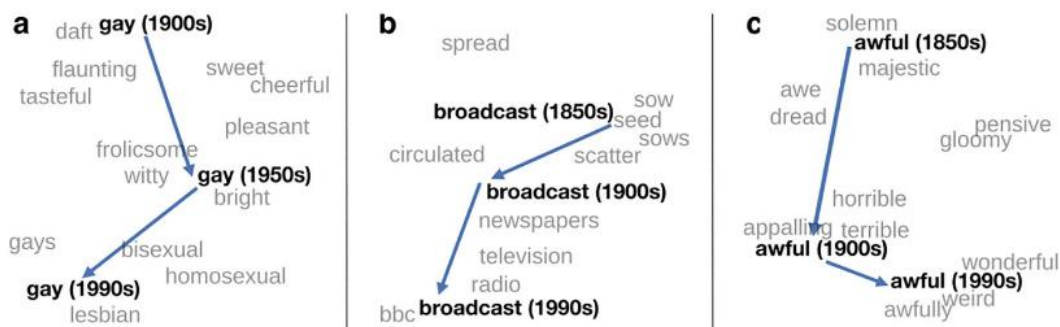 a
gay (1900s)
daft
flaunting
sweet
tasteful
cheerful
pleasant
frolicsome
witty
gay (1950s)
bright
gays
bisexual
homosexual
gay (1990s)
lesbian
b
spread
broadcast (1850s)
sow
seed
sows
circulated
scatter
broadcast (1900s)
newspapers
television
radio
bbc
broadcast (1990s)
c
solemn
awful (1850s)
majestic
awe
dread
pensive
gloomy
horrible
appalling
terrible
awful (1900s)
wonderful
awful (1990s)
weird
awfully